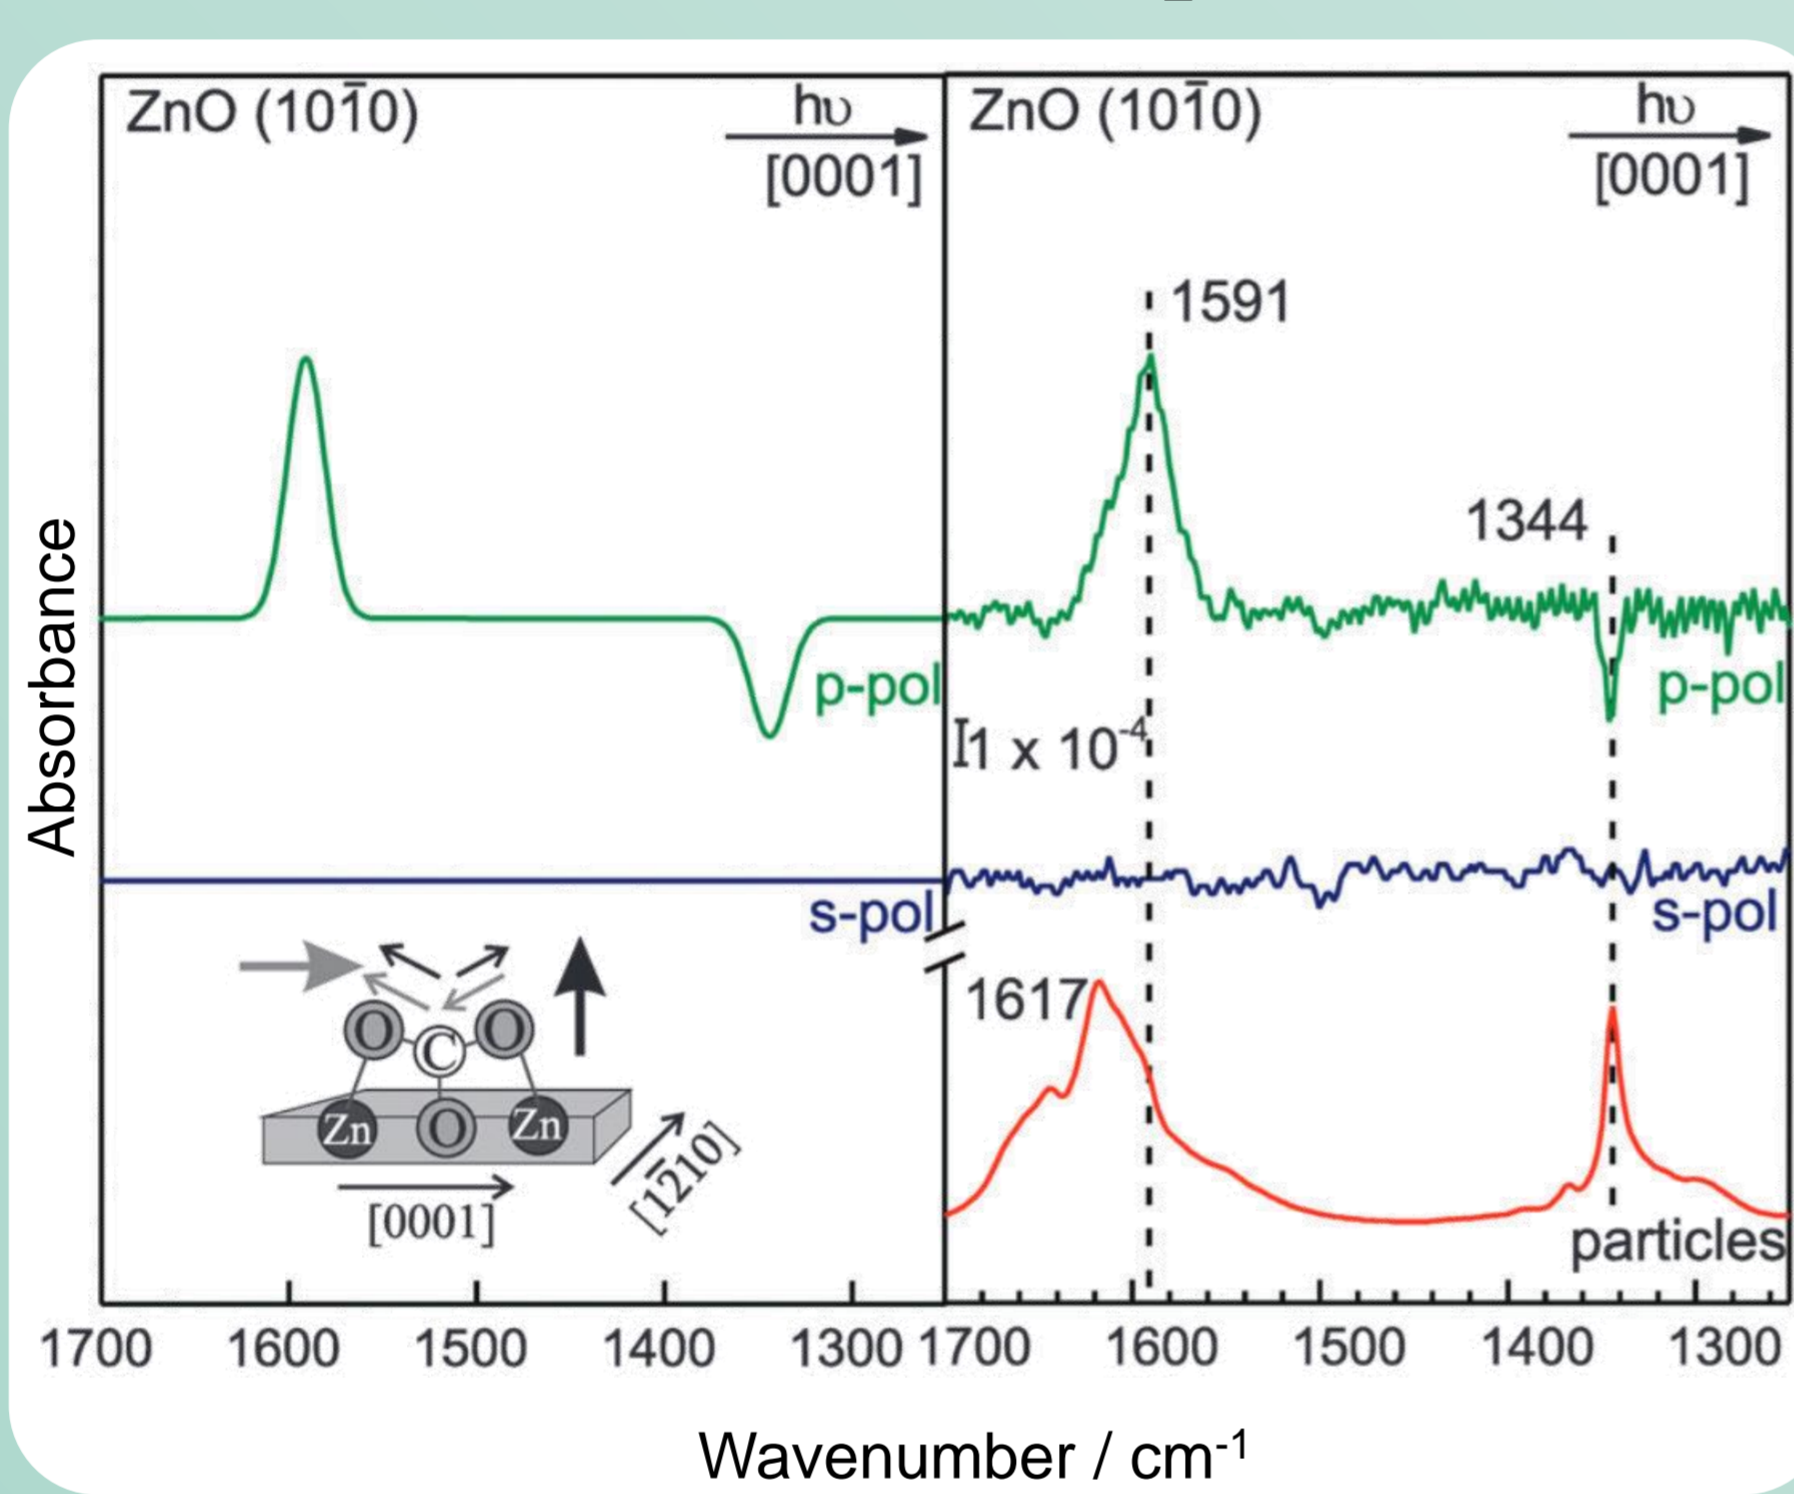 ZnO (101̅0)
hυ
[0001]
p-pol
s-pol
O C O
Zn O Zn
[0001]
[12̅10]
ZnO (101̅0)
hυ
[0001]
1591
1344
p-pol
1 x 10⁻⁴
s-pol
1617
particles
Absorbance
1700 1600 1500 1400 1300 1700 1600 1500 1400 1300
Wavenumber / cm⁻¹